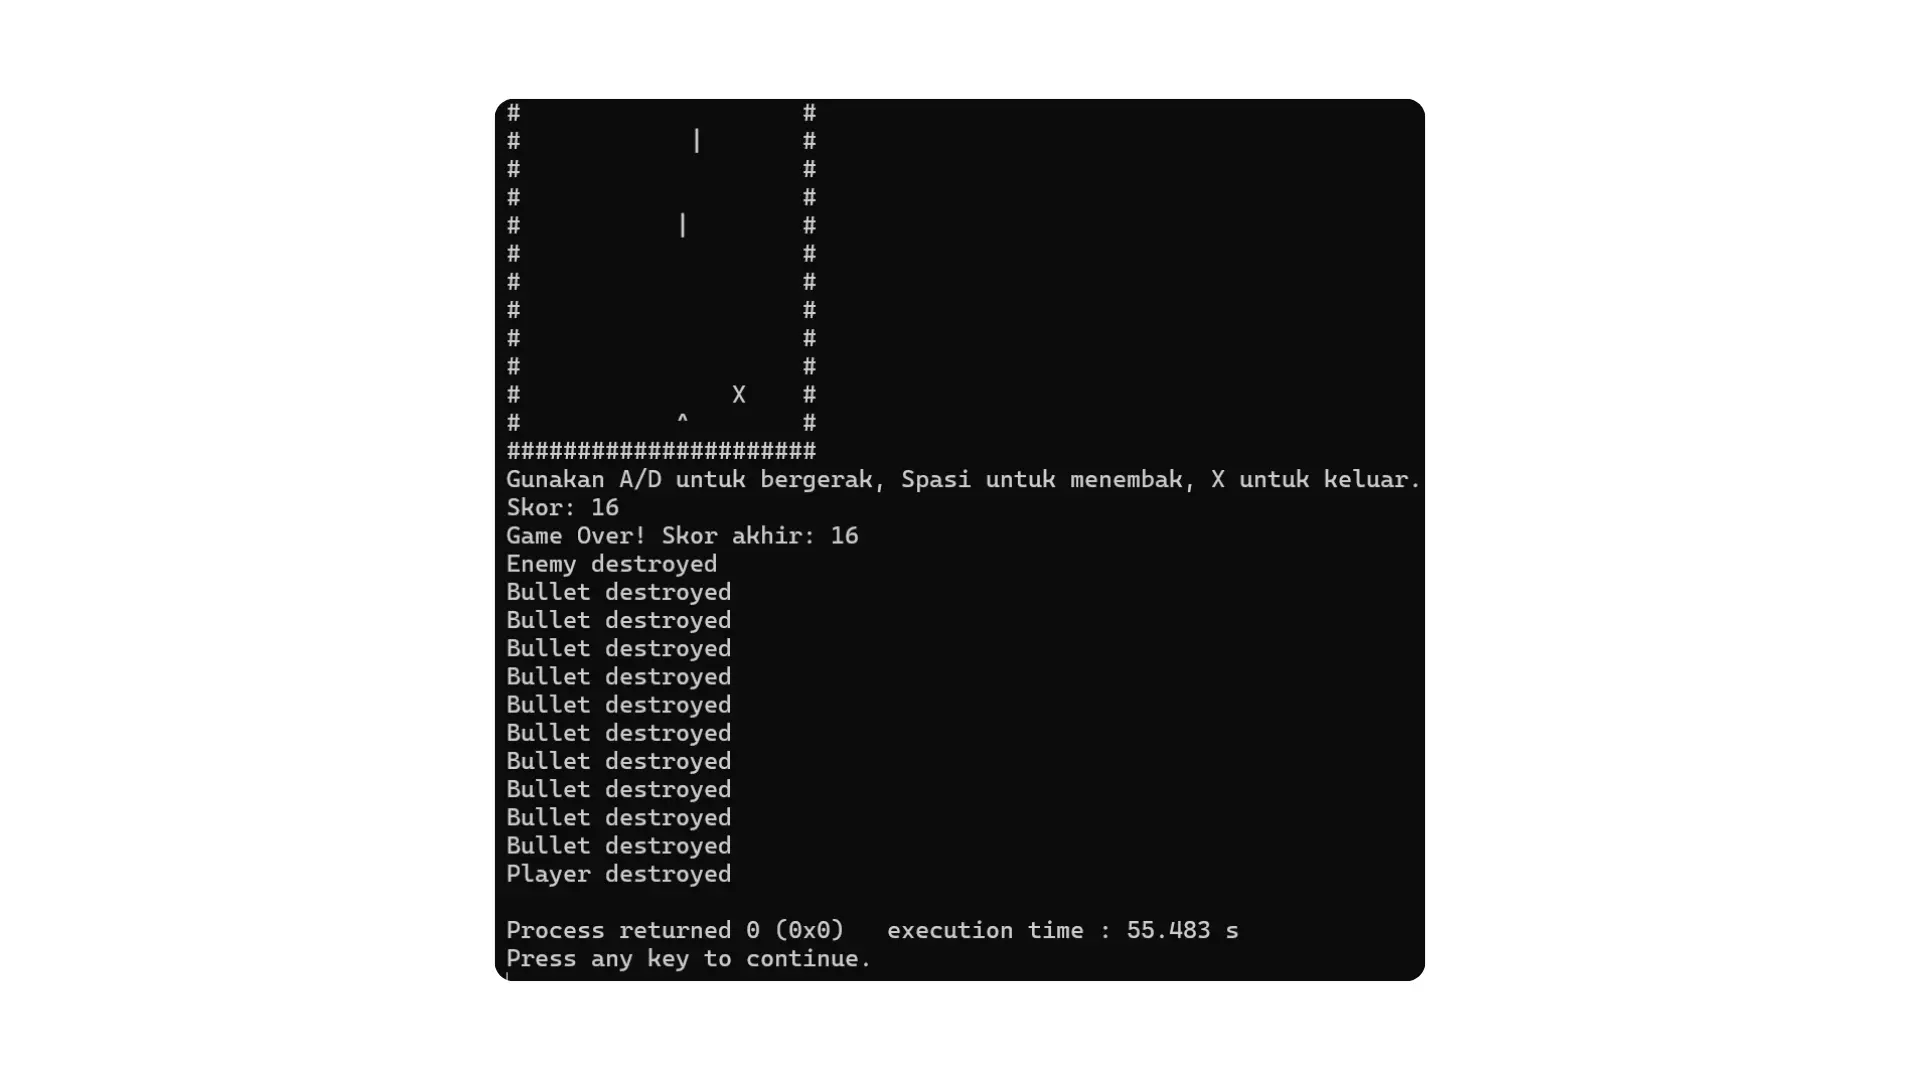 #                    #
#            |       #
#                    #
#                    #
#           |        #
#                    #
#                    #
#                    #
#                    #
#                    #
#               X    #
#           ^        #
######################
Gunakan A/D untuk bergerak, Spasi untuk menembak, X untuk keluar.
Skor: 16
Game Over! Skor akhir: 16
Enemy destroyed
Bullet destroyed
Bullet destroyed
Bullet destroyed
Bullet destroyed
Bullet destroyed
Bullet destroyed
Bullet destroyed
Bullet destroyed
Bullet destroyed
Bullet destroyed
Player destroyed
Process returned 0 (0x0)   execution time : 55.483 s
Press any key to continue.